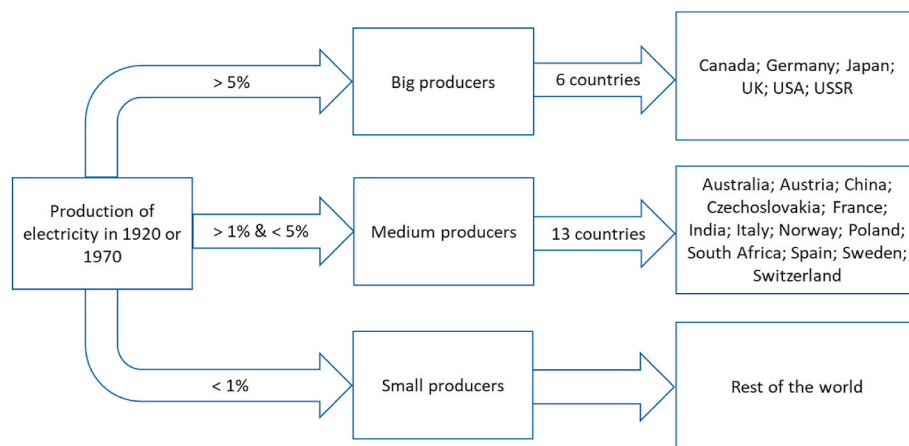 > 5%
Big producers
6 countries
Canada; Germany; Japan;
UK; USA; USSR
Production of
electricity in 1920 or
1970
> 1% & < 5%
Medium producers
13 countries
Australia; Austria; China;
Czechoslovakia; France;
India; Italy; Norway; Poland;
South Africa; Spain; Sweden;
Switzerland
< 1%
Small producers
Rest of the world